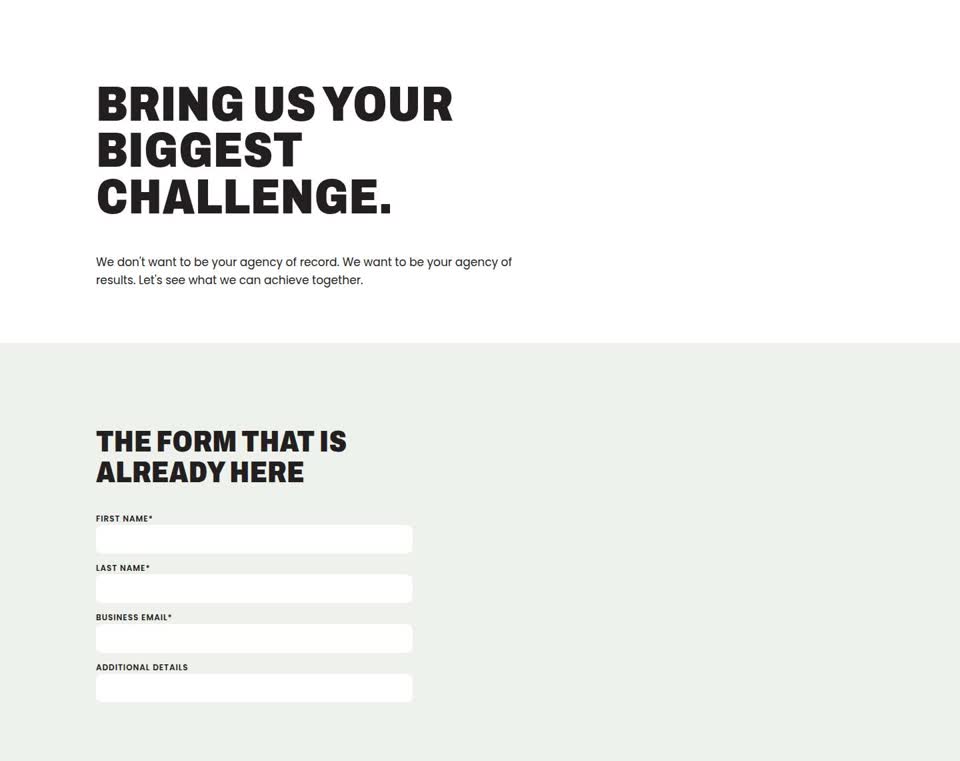 BRING US YOUR
BIGGEST
CHALLENGE.
We don't want to be your agency of record. We want to be your agency of
results. Let's see what we can achieve together.
THE FORM THAT IS
ALREADY HERE
FIRST NAME*
LAST NAME*
BUSINESS EMAIL*
ADDITIONAL DETAILS